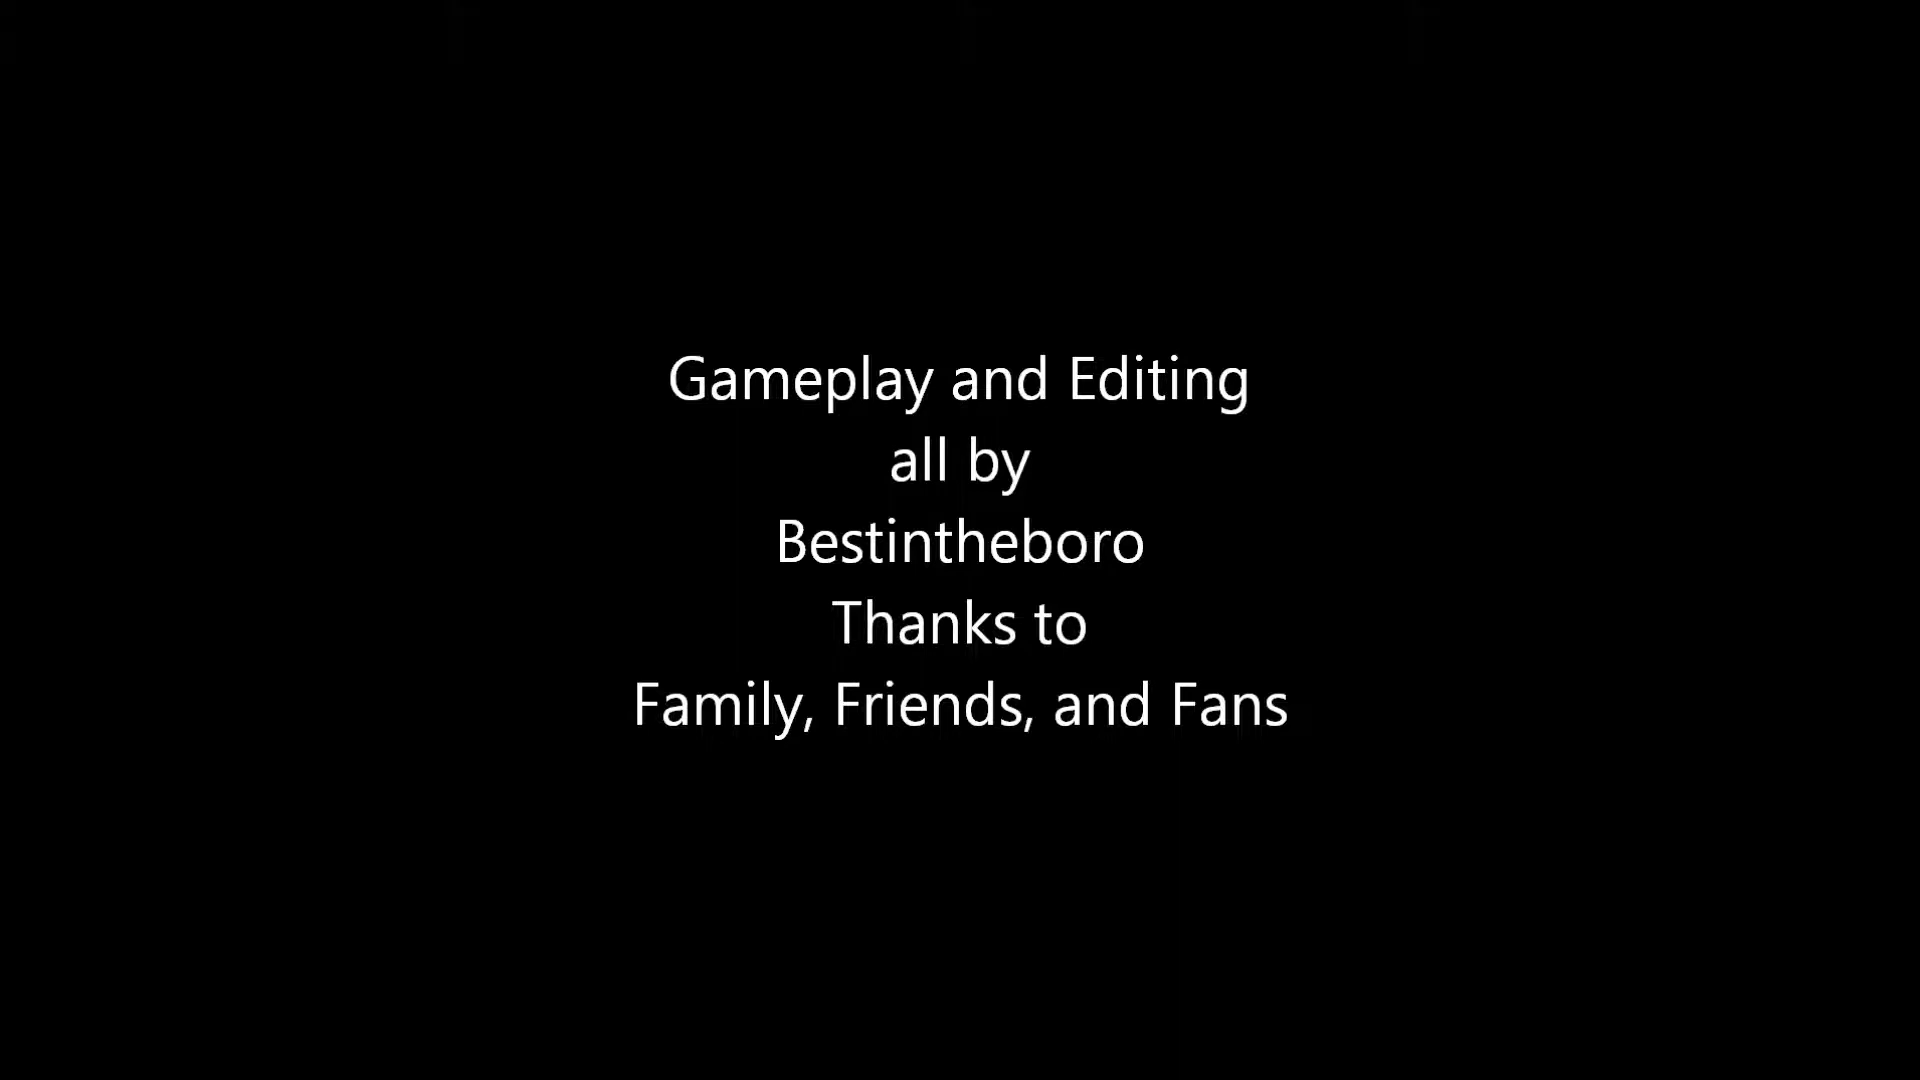 Gameplay and Editing
all by
Bestintheboro
Thanks to
Family, Friends, and Fans